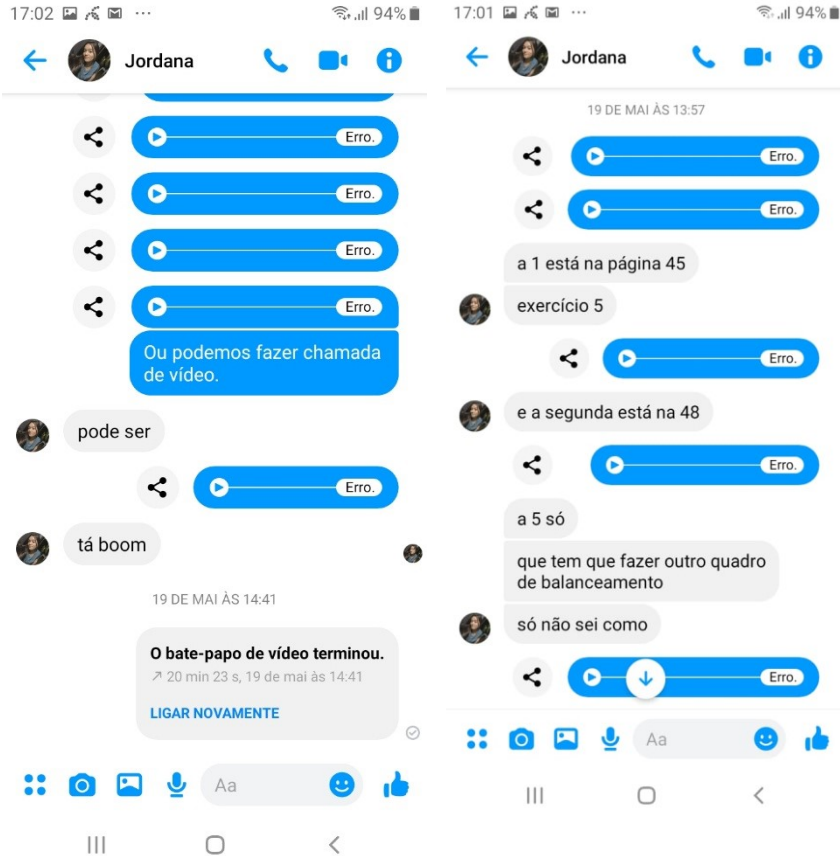 17:02
94%
Jordana
Erro.
Erro.
Erro.
Erro.
Ou podemos fazer chamada
de vídeo.
pode ser
Erro.
tá boom
19 DE MAI ÀS 14:41
O bate-papo de vídeo terminou.
20 min 23 s, 19 de mai às 14:41
LIGAR NOVAMENTE
Aa
17:01
94%
Jordana
19 DE MAI ÀS 13:57
Erro.
Erro.
a 1 está na página 45
exercício 5
Erro.
e a segunda está na 48
Erro.
a 5 só
que tem que fazer outro quadro
de balanceamento
só não sei como
Erro.
Aa